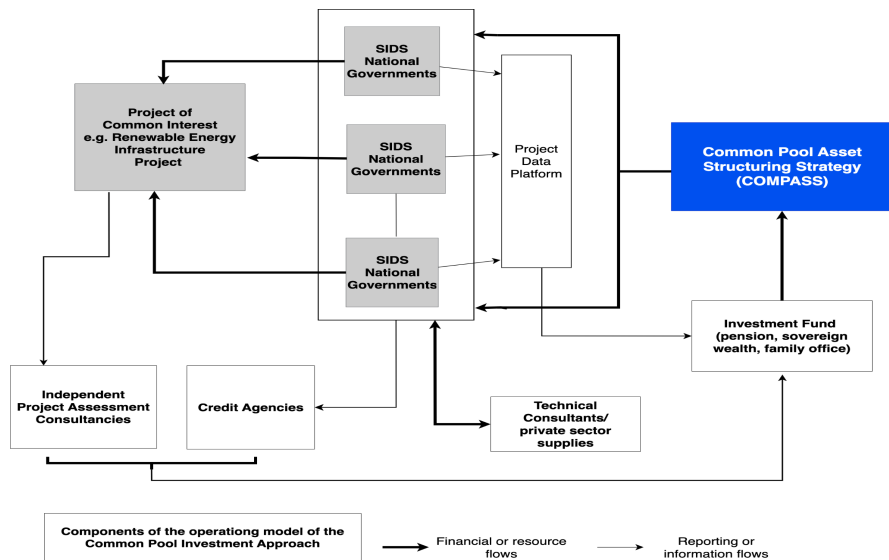 SIDS
National
Governments
Project of
Common Interest
e.g. Renewable Energy
Infrastructure
Project
SIDS
National
Governments
Project
Data
Platform
Common Pool Asset
Structuring Strategy
(COMPASS)
SIDS
National
Governments
Investment Fund
(pension, sovereign
wealth, family office)
Independent
Project Assessment
Consultancies
Credit Agencies
Technical
Consultants/
private sector
supplies
Components of the operationg model of the
Common Pool Investment Approach
Financial or resource
flows
Reporting or
information flows